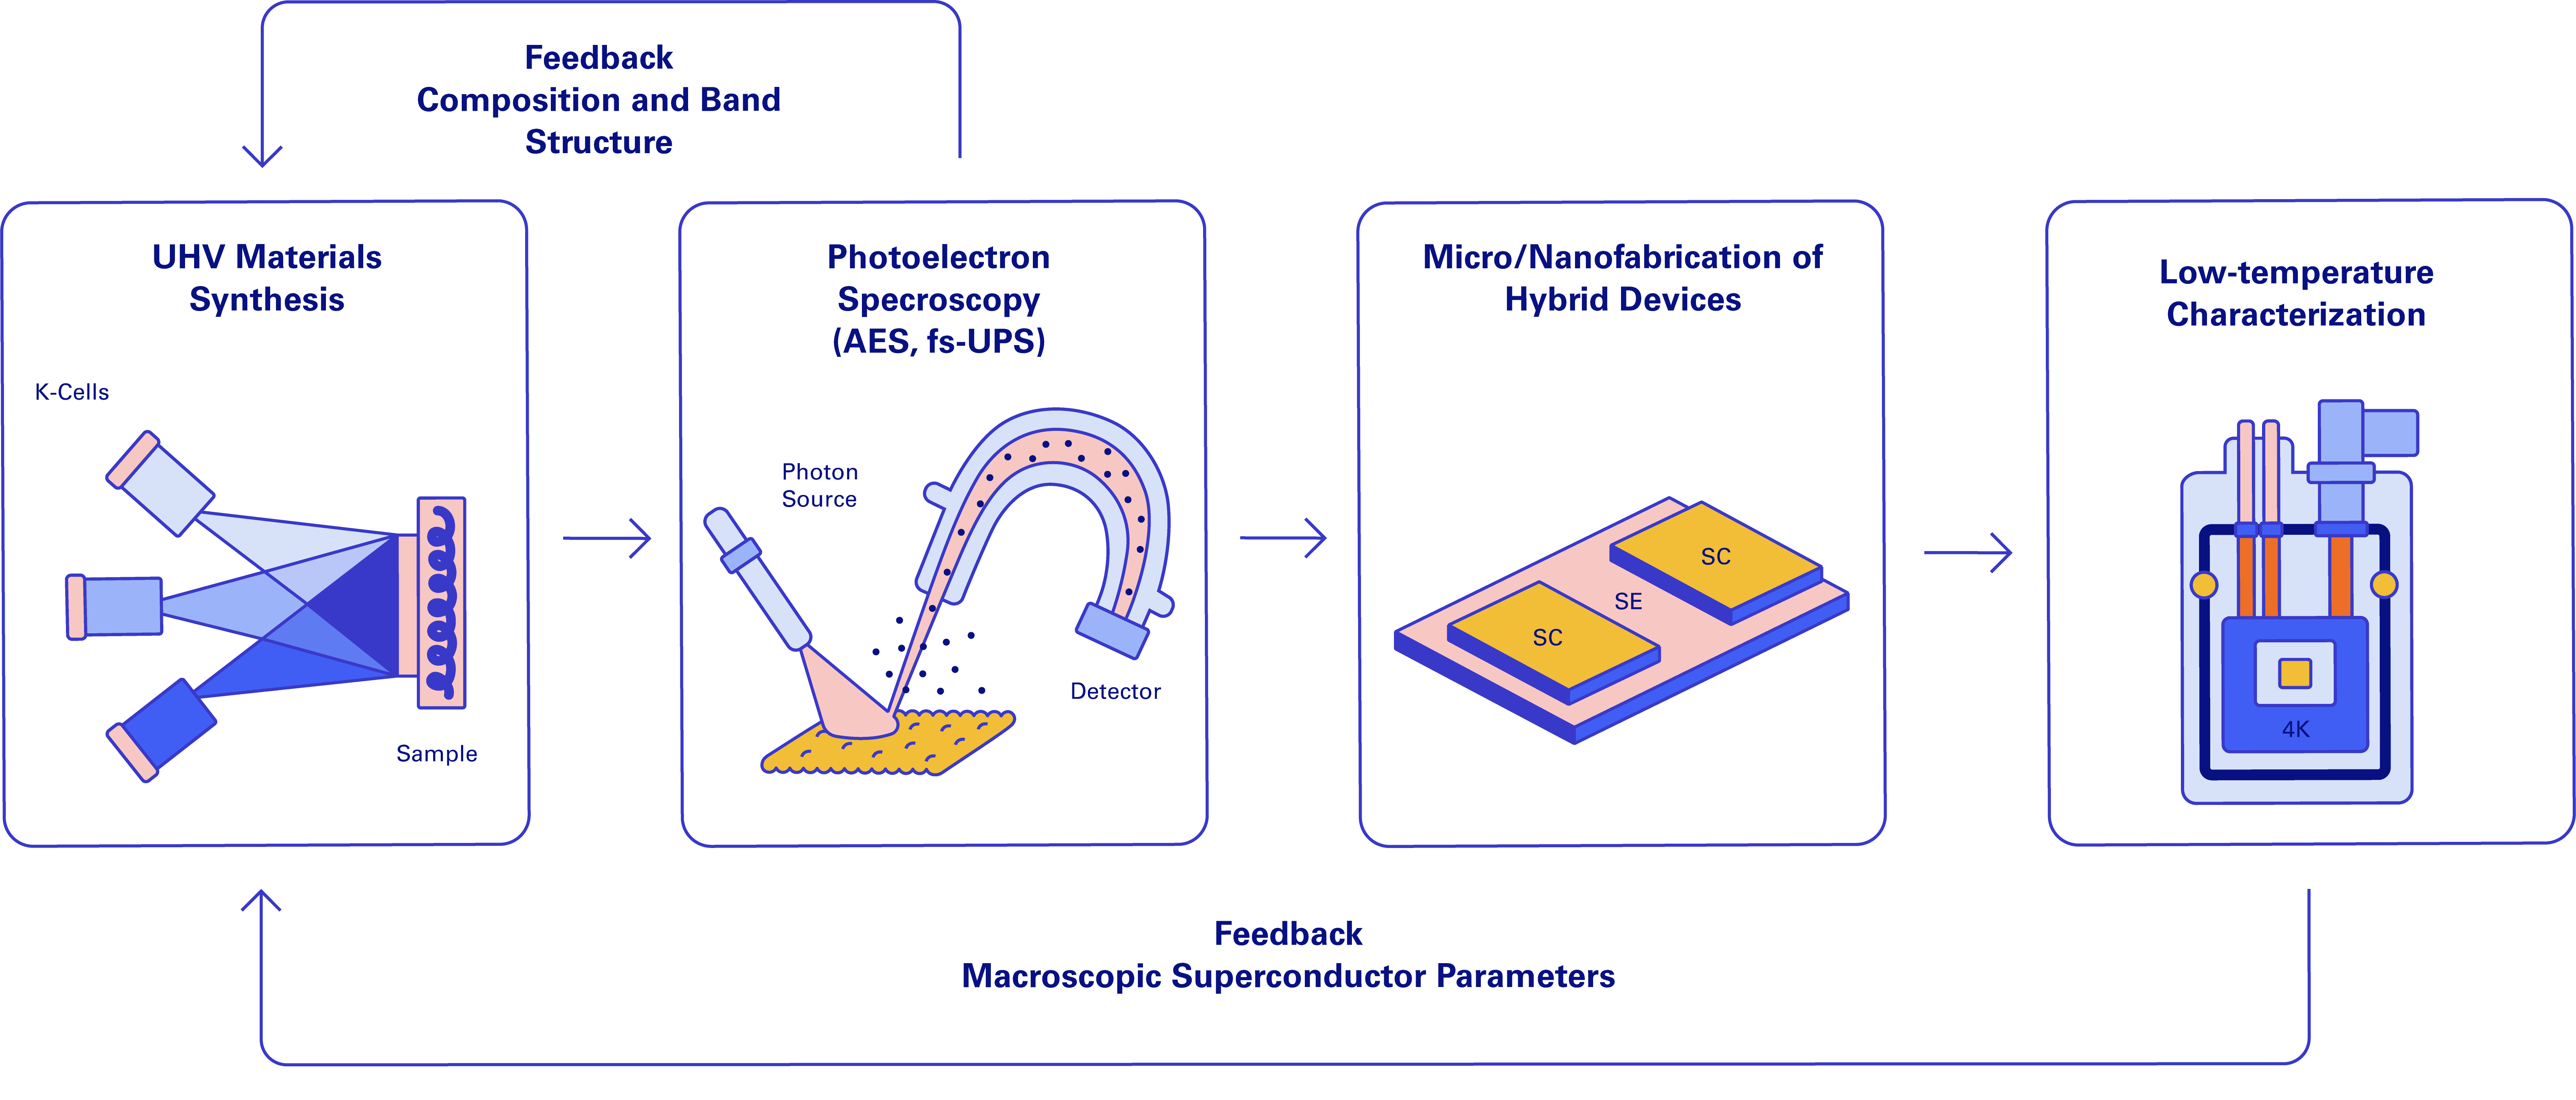 Feedback
Composition and Band
Structure
UHV Materials
Synthesis
K-Cells
Sample
Photoelectron
Specroscopy
(AES, fs-UPS)
Photon
Source
Detector
Micro/Nanofabrication of
Hybrid Devices
SC
SE
SC
Low-temperature
Characterization
4K
Feedback
Macroscopic Superconductor Parameters